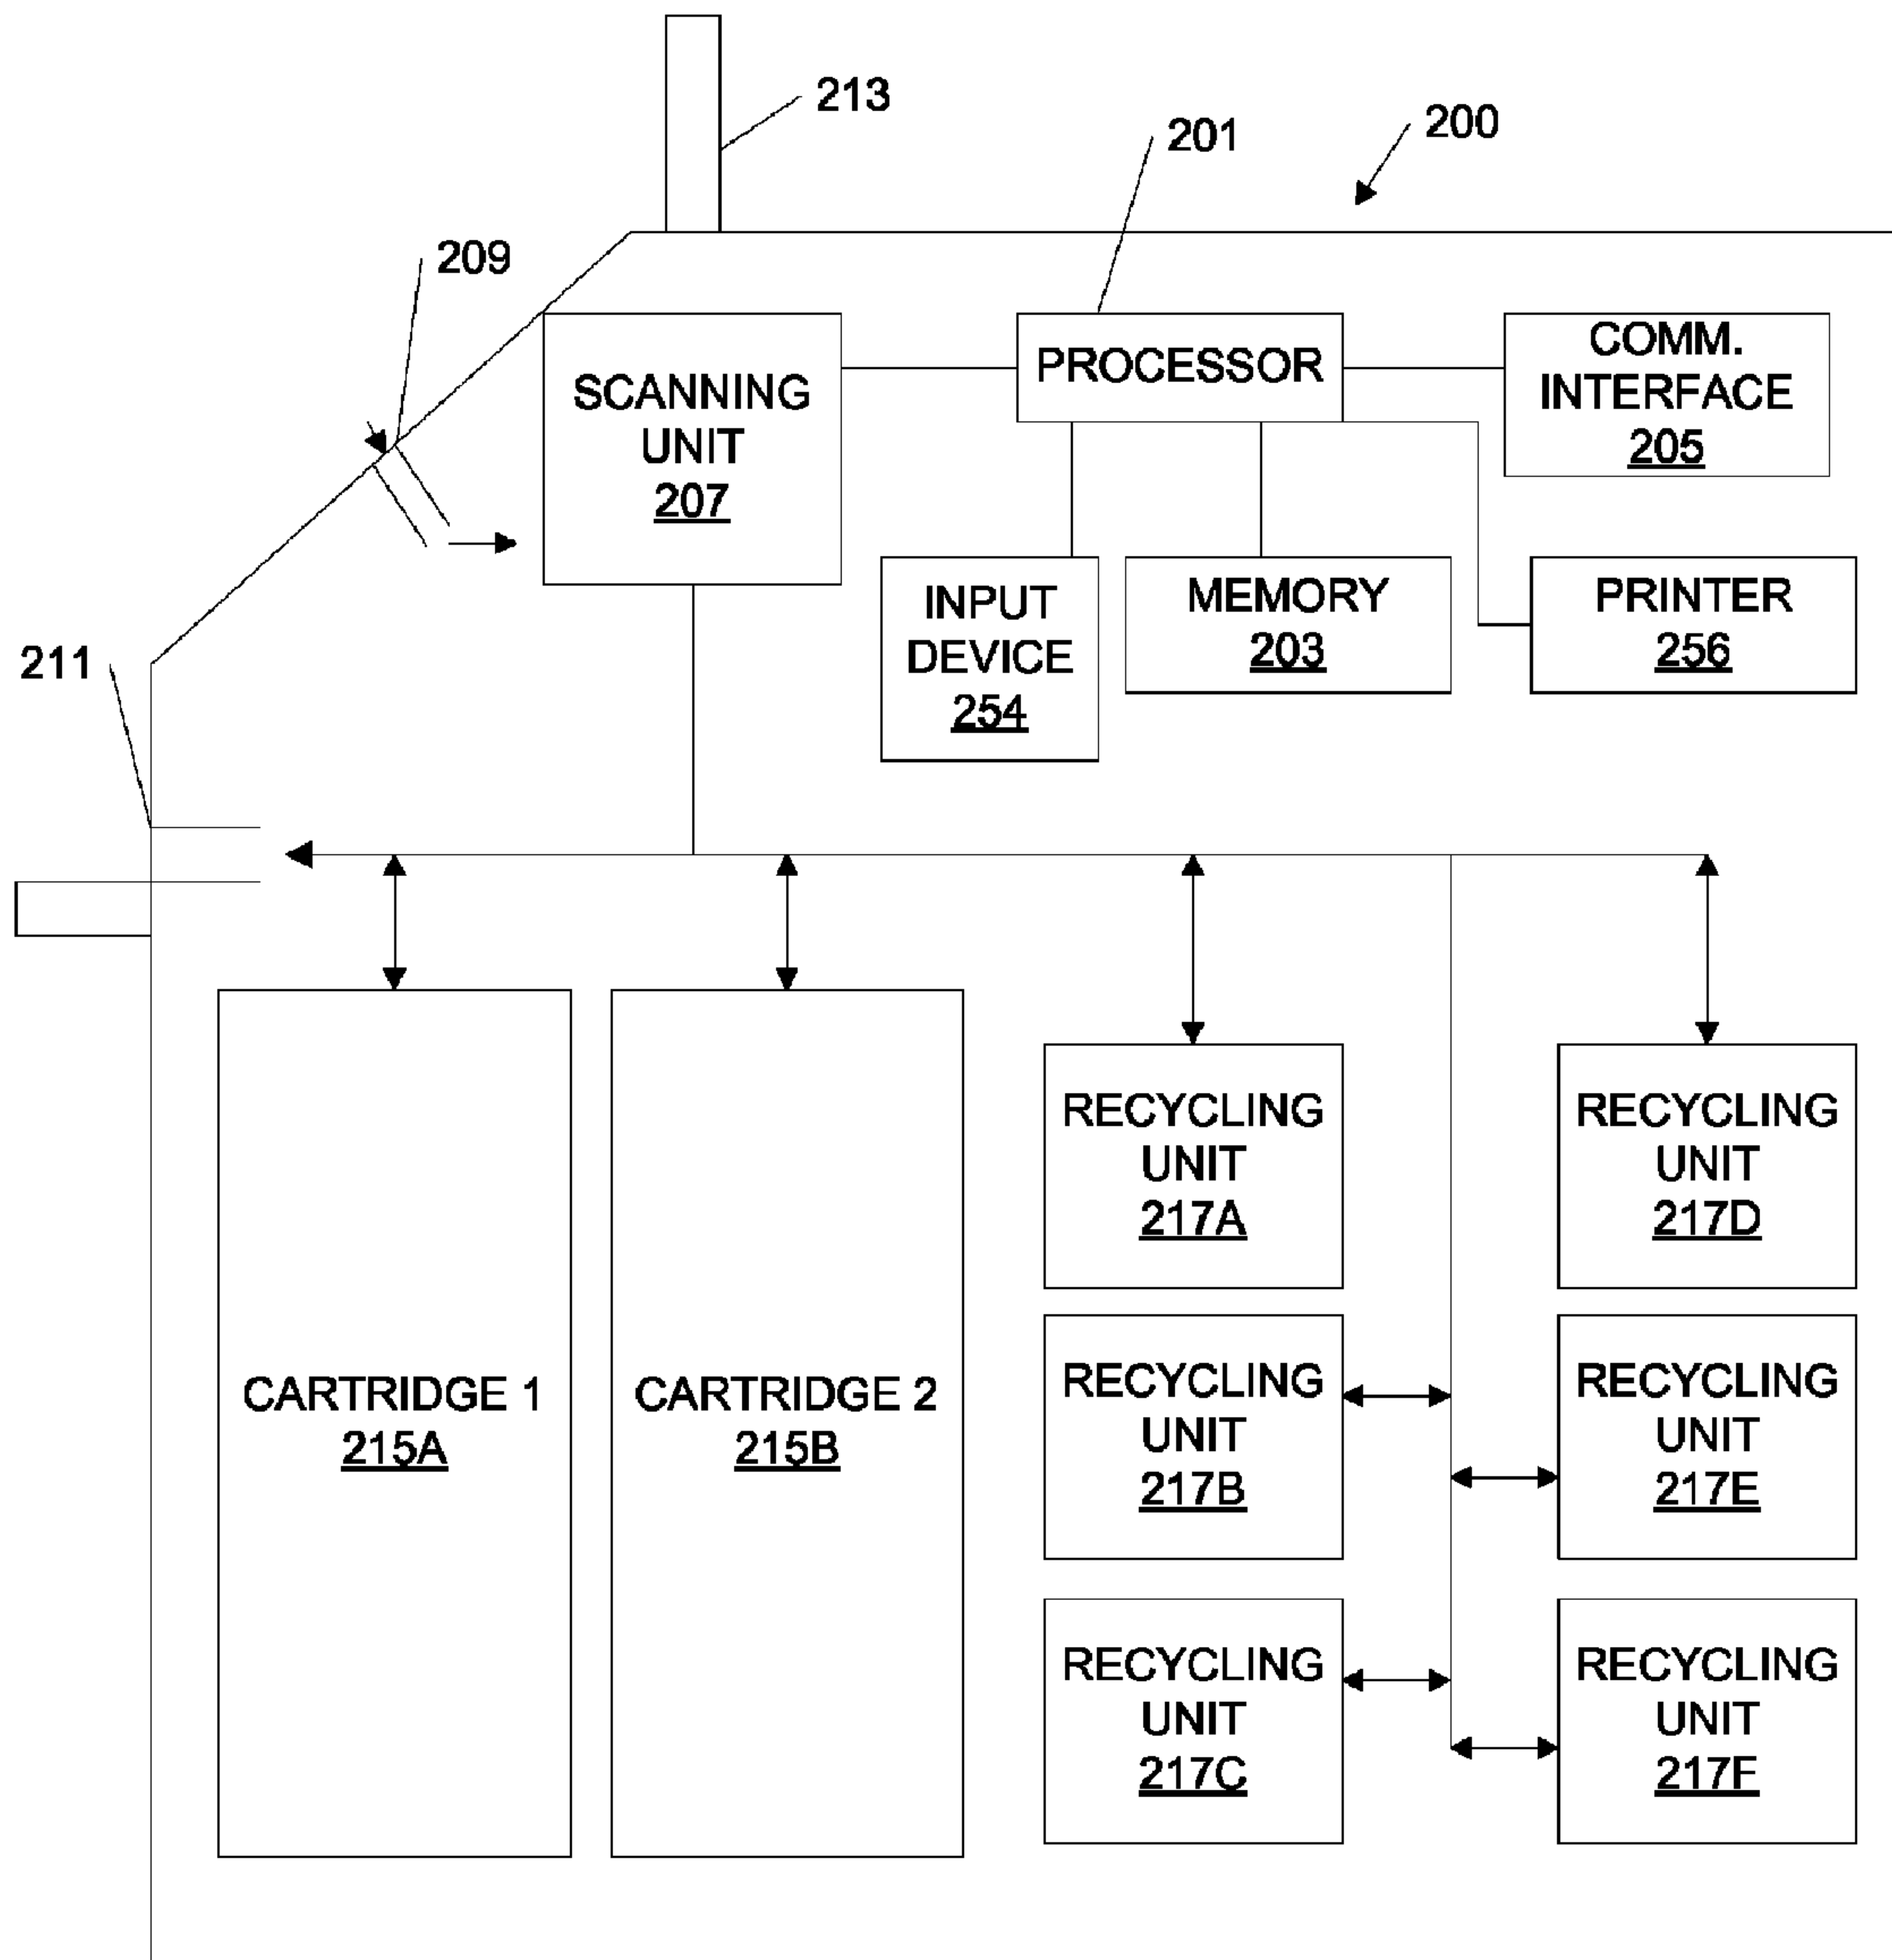 213
200
201
209
SCANNING
UNIT
207
PROCESSOR
COMM.
INTERFACE
205
INPUT
DEVICE
254
MEMORY
203
PRINTER
256
211
CARTRIDGE 1
215A
CARTRIDGE 2
215B
RECYCLING
UNIT
217A
RECYCLING
UNIT
217D
RECYCLING
UNIT
217B
RECYCLING
UNIT
217E
RECYCLING
UNIT
217C
RECYCLING
UNIT
217F